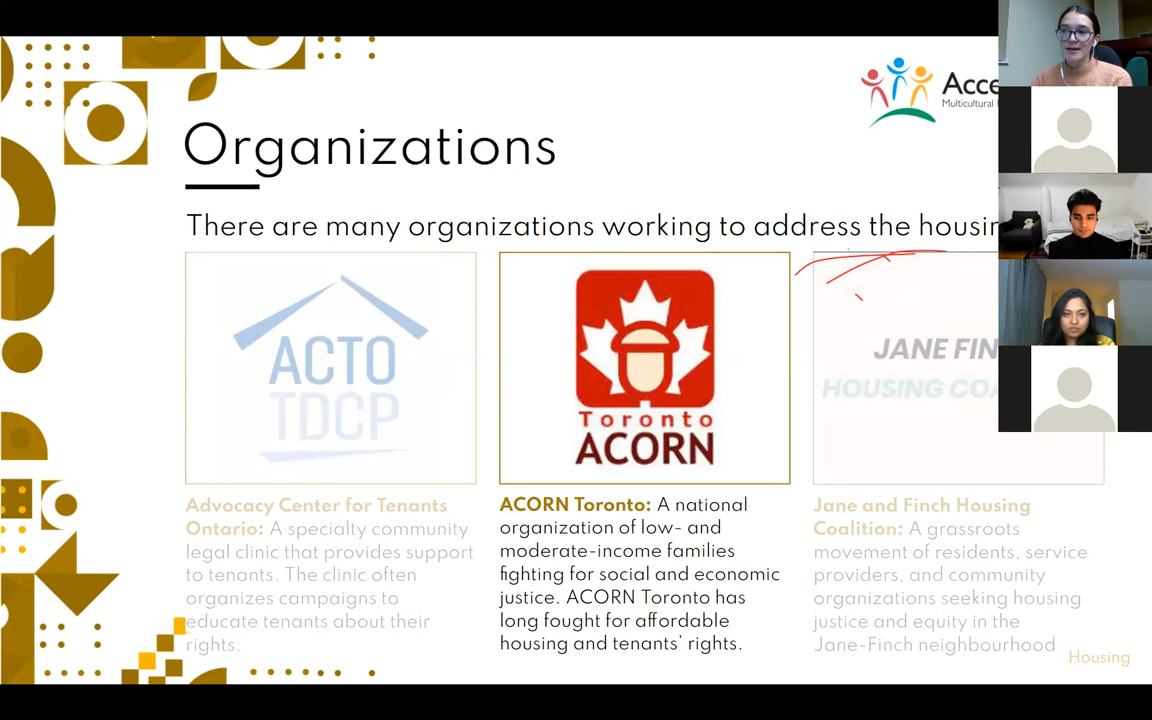 Acce
Multicultural
Organizations
There are many organizations working to address the housin
ACTO
TDCP
Toronto
ACORN
JANE FIN
HOUSING COA
Advocacy Center for Tenants
Ontario: A specialty community
legal clinic that provides support
to tenants. The clinic often
organizes campaigns to
educate tenants about their
rights.
ACORN Toronto: A national
organization of low- and
moderate-income families
fighting for social and economic
justice. ACORN Toronto has
long fought for affordable
housing and tenants' rights.
Jane and Finch Housing
Coalition: A grassroots
movement of residents, service
providers, and community
organizations seeking housing
justice and equity in the
Jane-Finch neighbourhood
Housing